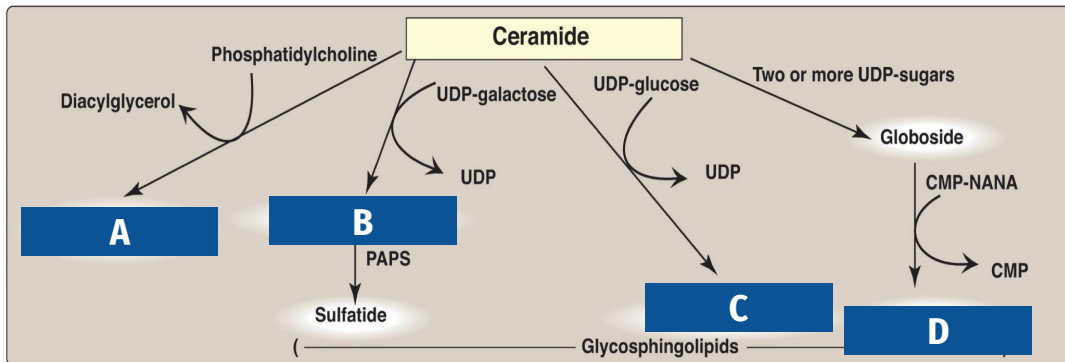 Ceramide
Phosphatidylcholine
Diacylglycerol
UDP-galactose
UDP
UDP-glucose
UDP
Two or more UDP-sugars
Globoside
CMP-NANA
CMP
A
B
PAPS
Sulfatide
C
D
( Glycosphingolipids )